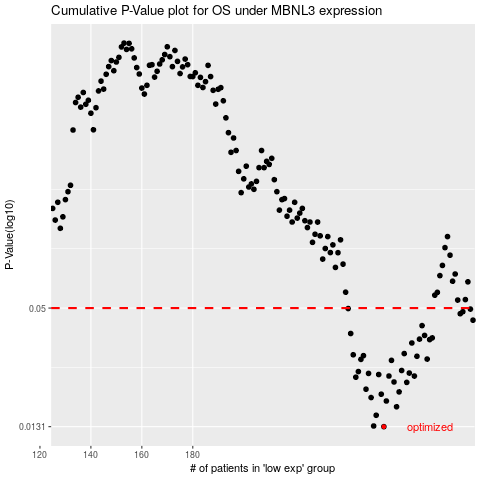 Cumulative P-Value plot for OS under MBNL3 expression
P-Value(log10)
0.05
0.0131
optimized
120 140 160 180
# of patients in 'low exp' group